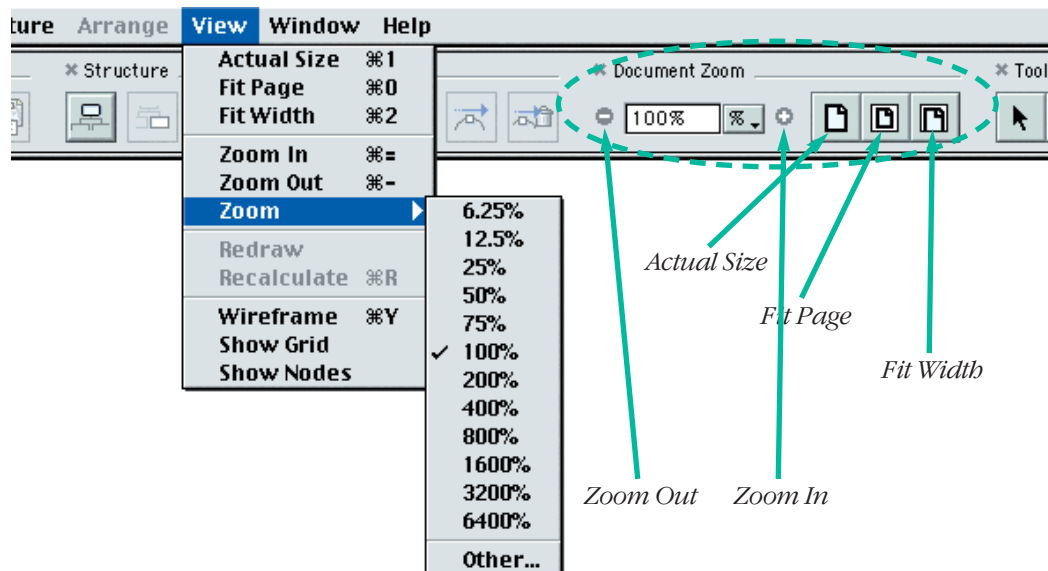 ture Arrange View Window Help
Structure
Document Zoom
Tool
100%
%
Actual Size ⌘1
Fit Page ⌘0
Fit Width ⌘2
Zoom In ⌘=
Zoom Out ⌘-
Zoom
Redraw
Recalculate ⌘R
Wireframe ⌘Y
Show Grid
Show Nodes
6.25%
12.5%
25%
50%
75%
✓ 100%
200%
400%
800%
1600%
3200%
6400%
Other...
Actual Size
Fit Page
Fit Width
Zoom Out
Zoom In